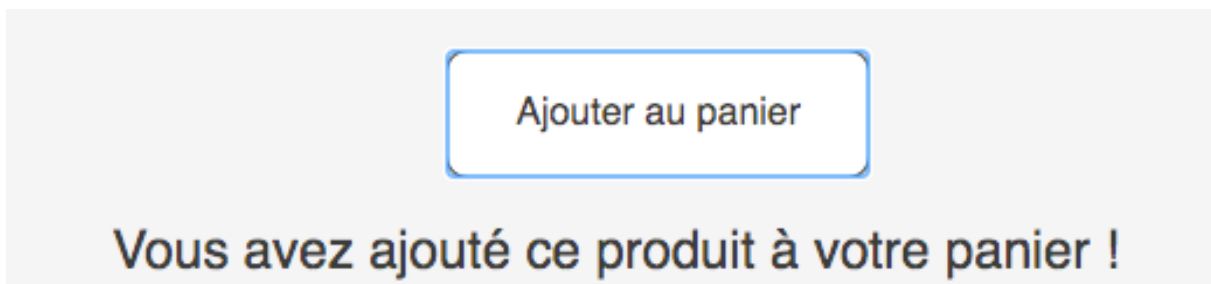 Ajouter au panier
Vous avez ajouté ce produit à votre panier !